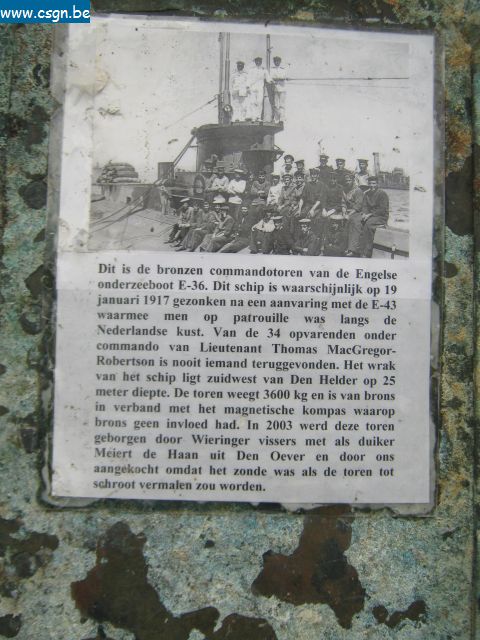 www.csgn.be
Dit is de bronzen commandotoren van de Engelse
onderzeeboot E-36. Dit schip is waarschijnlijk op 19
januari 1917 gezonken na een aanvaring met de E-43
waarmee men op patrouille was langs de
Nederlandse kust. Van de 34 opvarenden onder
commando van Lieutenant Thomas MacGregor-
Robertson is nooit iemand teruggevonden. Het wrak
van het schip ligt zuidwest van Den Helder op 25
meter diepte. De toren weegt 3600 kg en is van brons
in verband met het magnetische kompas waarop
brons geen invloed had. In 2003 werd deze toren
geborgen door Wieringer vissers met als duiker
Meiert de Haan uit Den Oever en door ons
aangekocht omdat het zonde was als de toren tot
schroot vermalen zou worden.